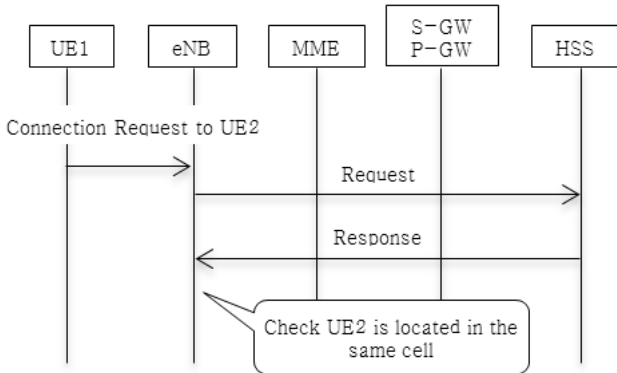 UE1
eNB
MME
S-GW
P-GW
HSS
Connection Request to UE2
Request
Response
Check UE2 is located in the
same cell